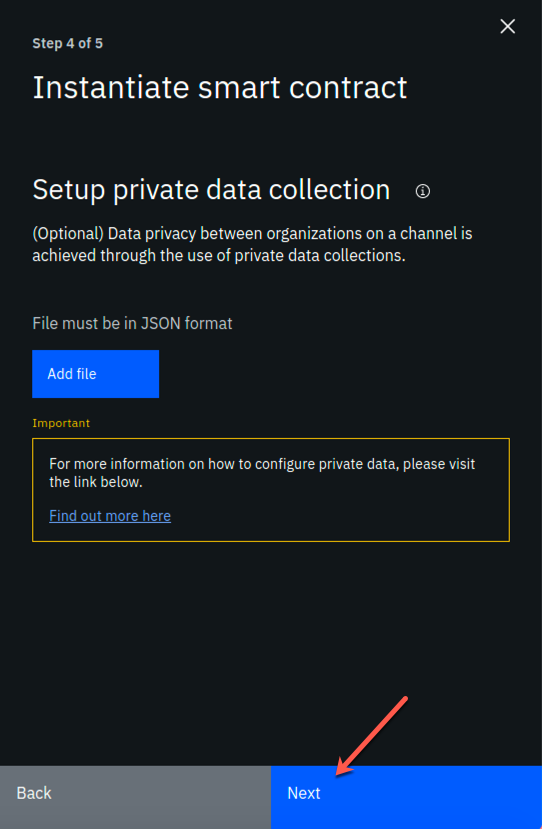 Step 4 of 5
Instantiate smart contract
Setup private data collection
(Optional) Data privacy between organizations on a channel is
achieved through the use of private data collections.
File must be in JSON format
Add file
Important
For more information on how to configure private data, please visit
the link below.
Find out more here
Back
Next